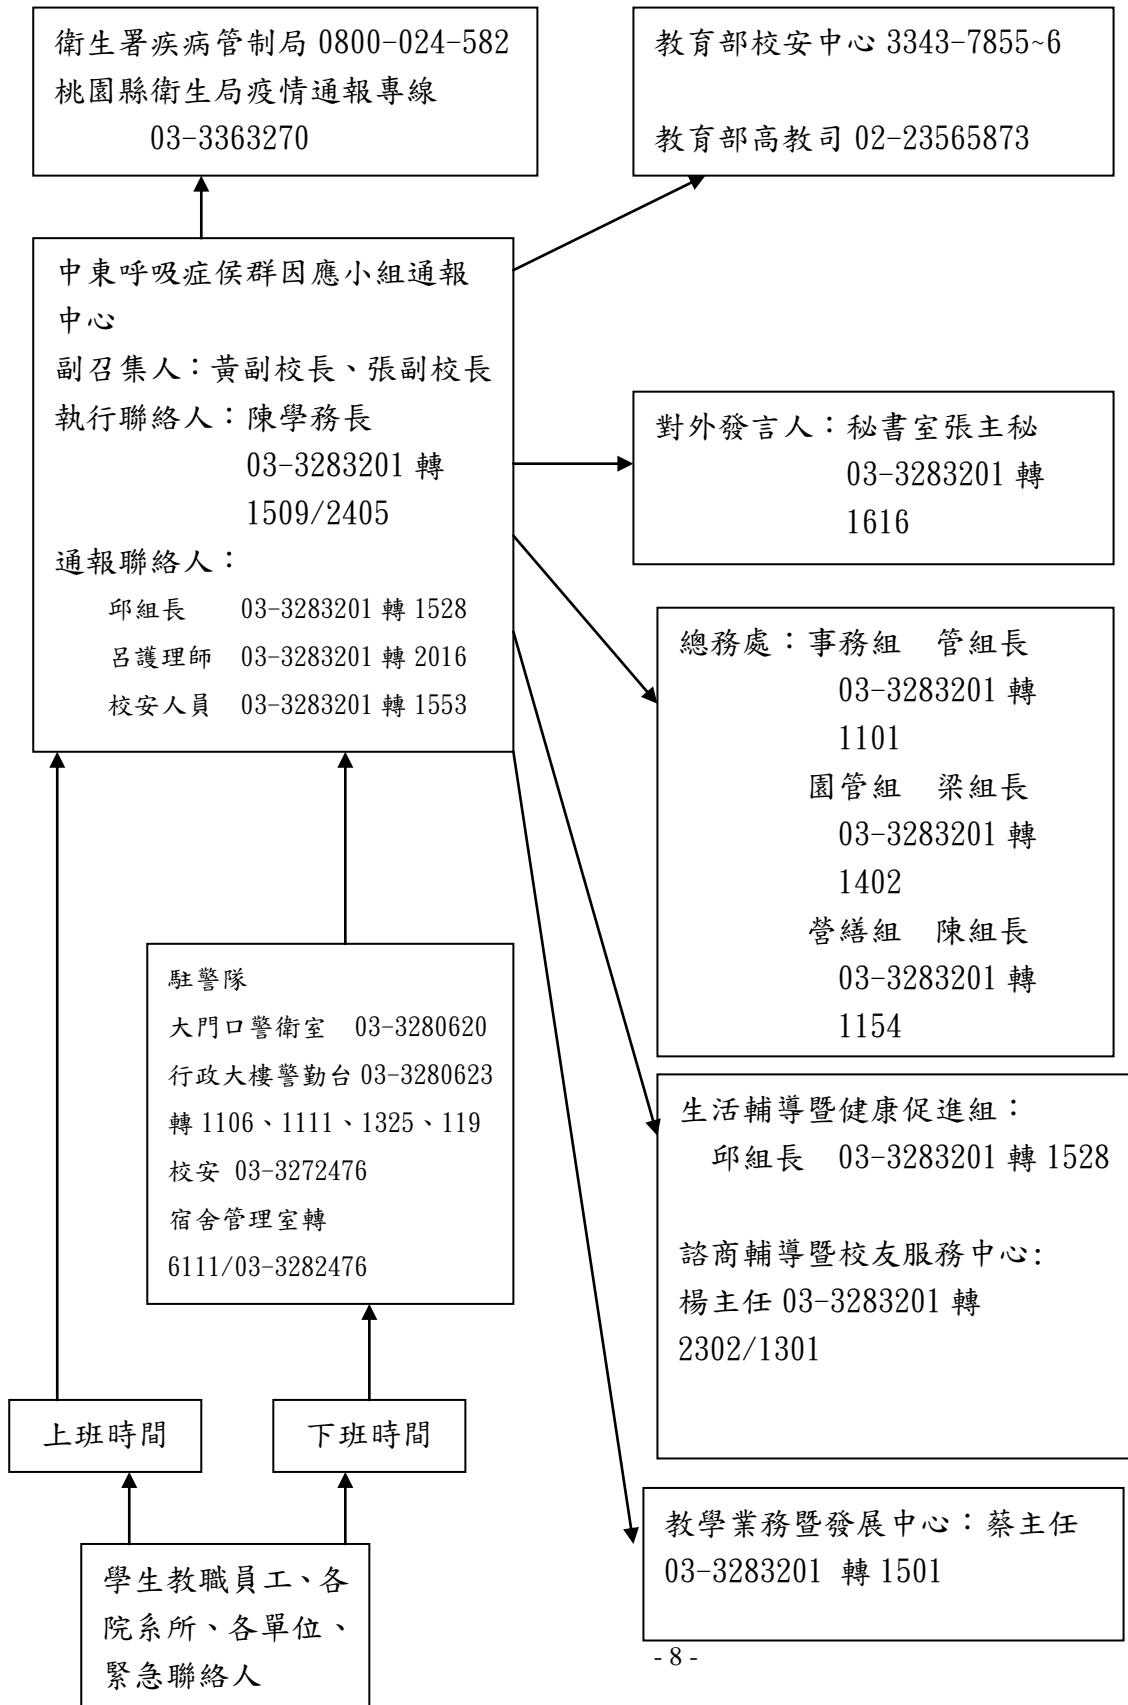 衛生署疾病管制局 0800-024-582
桃園縣衛生局疫情通報專線
03-3363270
教育部校安中心 3343-7855~6
教育部高教司 02-23565873
中東呼吸症侯群因應小組通報
中心
副召集人：黃副校長、張副校長
執行聯絡人：陳學務長
03-3283201 轉
1509/2405
通報聯絡人：
邱組長 03-3283201 轉 1528
呂護理師 03-3283201 轉 2016
校安人員 03-3283201 轉 1553
對外發言人：秘書室張主秘
03-3283201 轉
1616
總務處：事務組 管組長
03-3283201 轉
1101
園管組 梁組長
03-3283201 轉
1402
營繕組 陳組長
03-3283201 轉
1154
駐警隊
大門口警衛室 03-3280620
行政大樓警勤台 03-3280623
轉 1106、1111、1325、119
校安 03-3272476
宿舍管理室轉
6111/03-3282476
生活輔導暨健康促進組：
邱組長 03-3283201 轉 1528
諮商輔導暨校友服務中心:
楊主任 03-3283201 轉
2302/1301
上班時間
下班時間
教學業務暨發展中心：蔡主任
03-3283201 轉 1501
學生教職員工、各
院系所、各單位、
緊急聯絡人
- 8 -